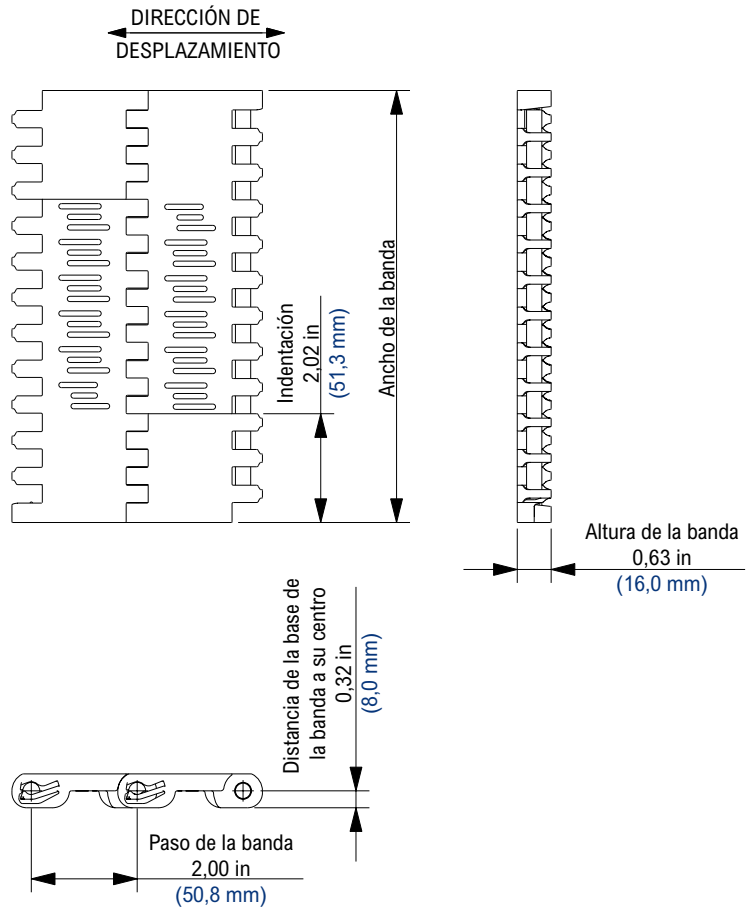 DIRECCIÓN DE
DESPLAZAMIENTO
Indentación
2,02 in
(51,3 mm)
Ancho de la banda
Altura de la banda
0,63 in
(16,0 mm)
Distancia de la base de
la banda a su centro
0,32 in
(8,0 mm)
Paso de la banda
2,00 in
(50,8 mm)